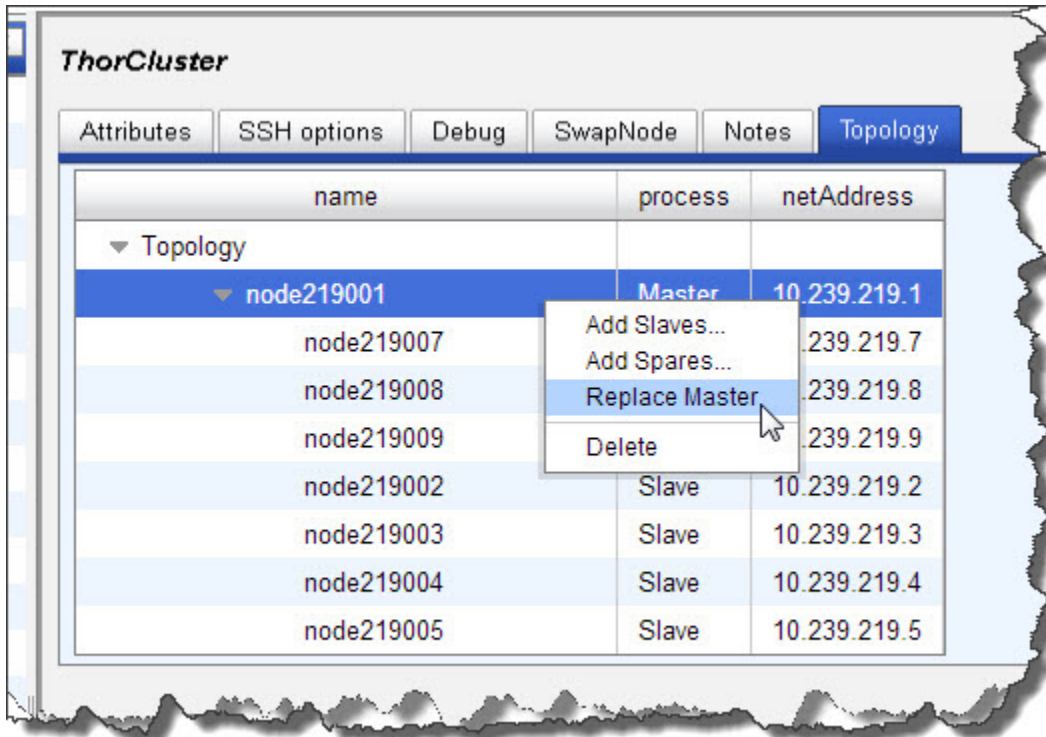 ThorCluster
Attributes SSH options Debug SwapNode Notes Topology
name process netAddress
Topology
node219001 Master 10.239.219.1
Add Slaves...
node219007 .239.219.7
Add Spares...
node219008 .239.219.8
Replace Master
node219009 .239.219.9
Delete
node219002 Slave 10.239.219.2
node219003 Slave 10.239.219.3
node219004 Slave 10.239.219.4
node219005 Slave 10.239.219.5